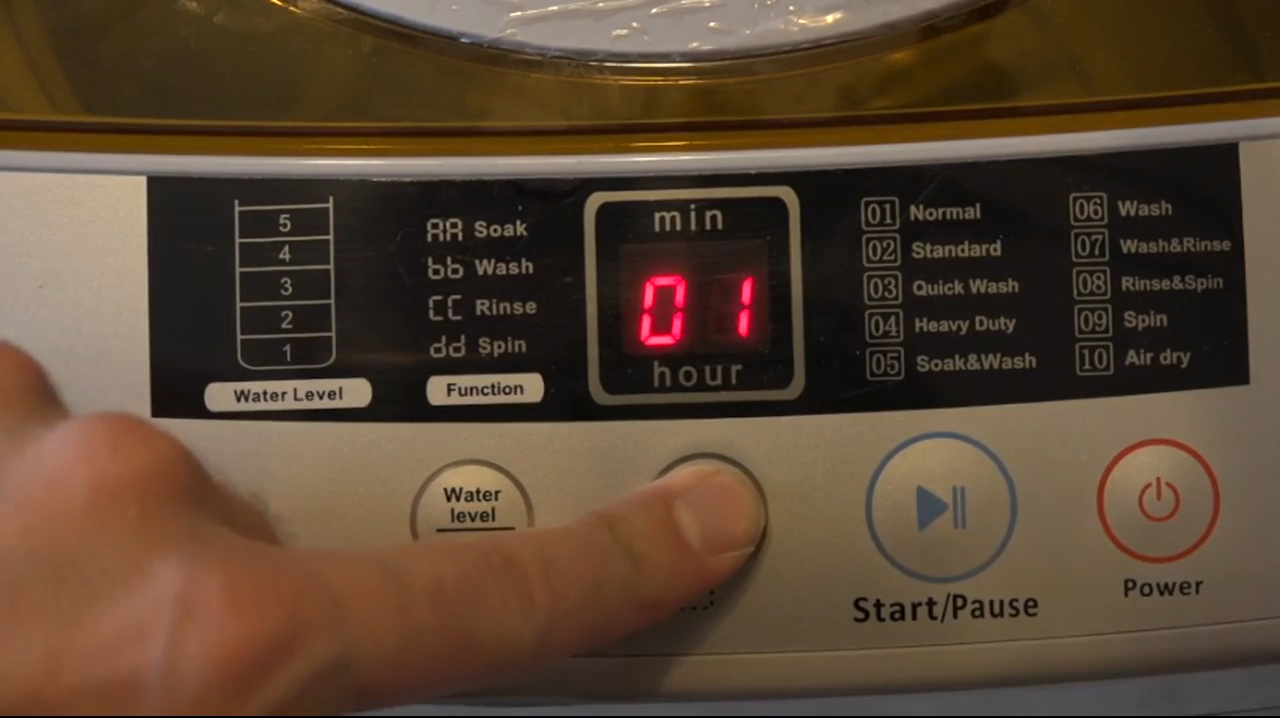 5
4
3
2
1
Water Level
AA Soak
bb Wash
CC Rinse
dd Spin
Function
min
01
hour
01 Normal
02 Standard
03 Quick Wash
04 Heavy Duty
05 Soak&Wash
06 Wash
07 Wash&Rinse
08 Rinse&Spin
09 Spin
10 Air dry
Water
level
Start/Pause
Power